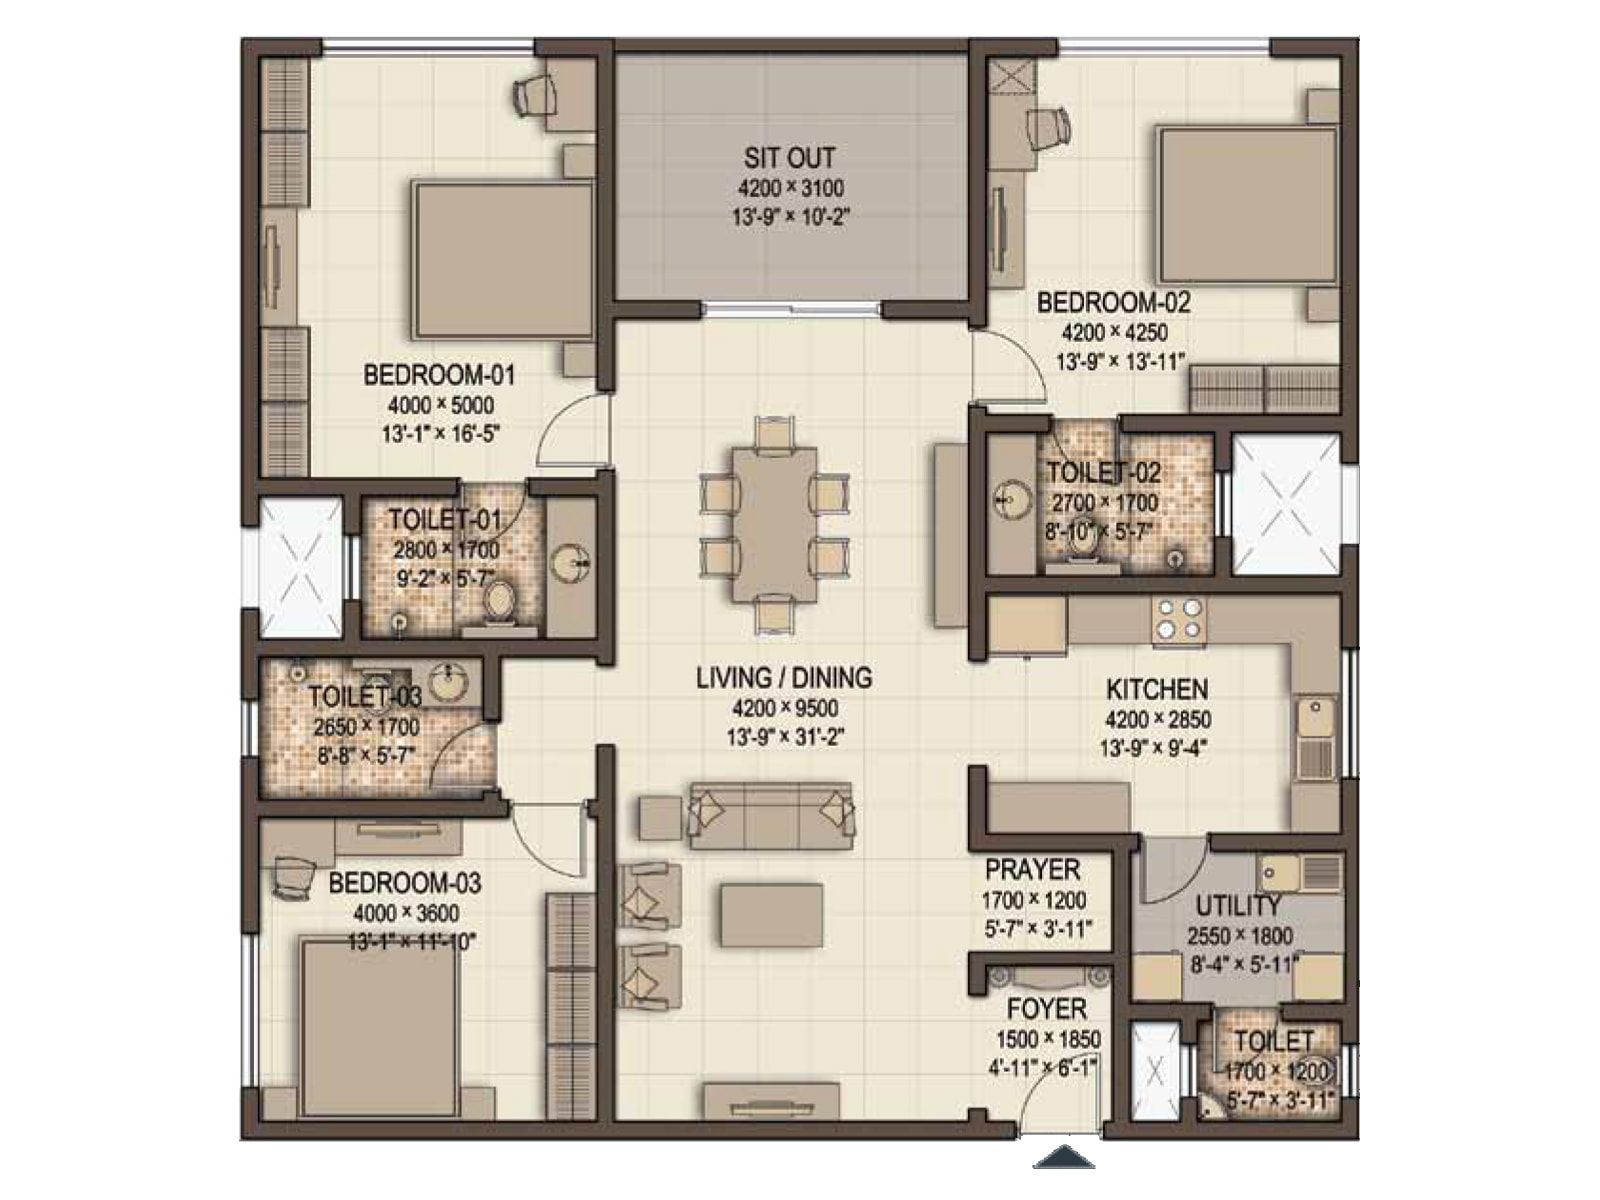 SIT OUT
4200 × 3100
13'-9" × 10'-2"
BEDROOM-02
4200 × 4250
13'-9" × 13'-11"
BEDROOM-01
4000 × 5000
13'-1" × 16'-5"
TOILET-02
2700 × 1700
8'-10" × 5'-7"
TOILET-01
2800 × 1700
9'-2" × 5'-7"
LIVING / DINING
4200 × 9500
13'-9" × 31'-2"
KITCHEN
4200 × 2850
13'-9" × 9'-4"
TOILET-03
2650 × 1700
8'-8" × 5'-7"
PRAYER
1700 × 1200
5'-7" × 3'-11"
BEDROOM-03
4000 × 3600
13'-1" × 11'-10"
UTILITY
2550 × 1800
8'-4" × 5'-11"
FOYER
1500 × 1850
4'-11" × 6'-1"
TOILET
1700 × 1200
5'-7" × 3'-11"